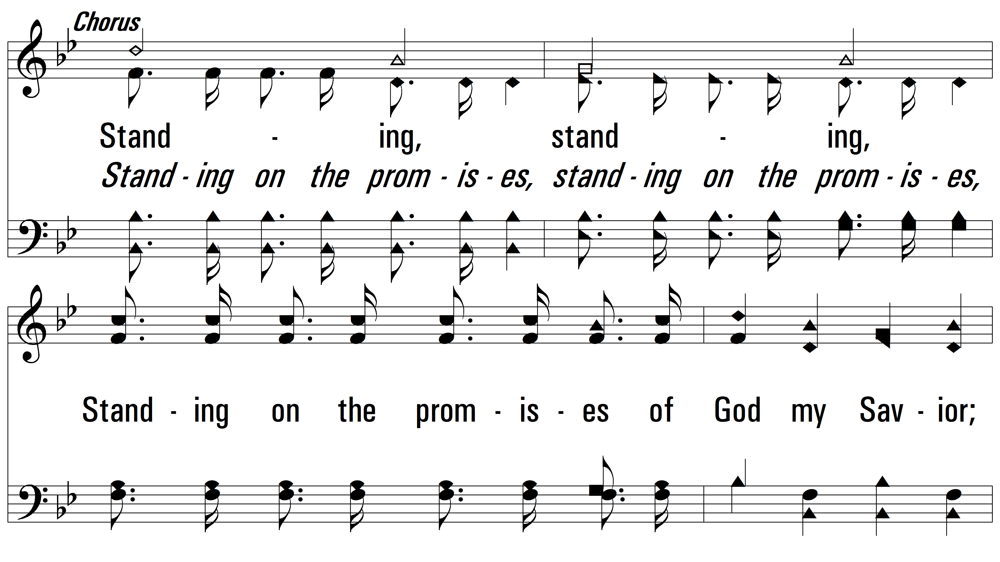 Chorus
Stand - ing, stand - ing,
Stand - ing on the prom - is - es, stand - ing on the prom - is - es,
Stand - ing on the prom - is - es of God my Sav - ior;